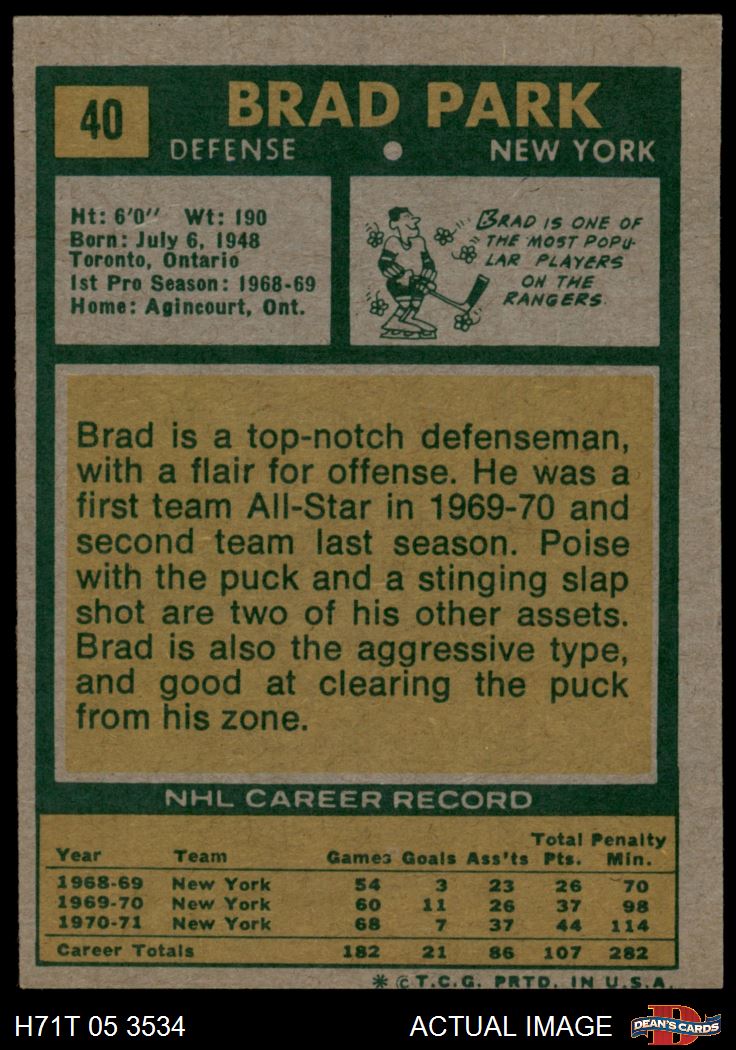 40
BRAD PARK
DEFENSE • NEW YORK
Ht: 6'0" Wt: 190
Born: July 6, 1948
Toronto, Ontario
1st Pro Season: 1968-69
Home: Agincourt, Ont.
BRAD IS ONE OF
THE MOST POPU-
LAR PLAYERS
ON THE
RANGERS.
Brad is a top-notch defenseman,
with a flair for offense. He was a
first team All-Star in 1969-70 and
second team last season. Poise
with the puck and a stinging slap
shot are two of his other assets.
Brad is also the aggressive type,
and good at clearing the puck
from his zone.
NHL CAREER RECORD
Total Penalty
Year Team Games Goals Ass'ts Pts. Min.
1968-69 New York 54 3 23 26 70
1969-70 New York 60 11 26 37 98
1970-71 New York 68 7 37 44 114
Career Totals 182 21 86 107 282
* © T.C.G. PRTD. IN U.S.A.
H71T 05 3534 ACTUAL IMAGE DEAN'S CARDS